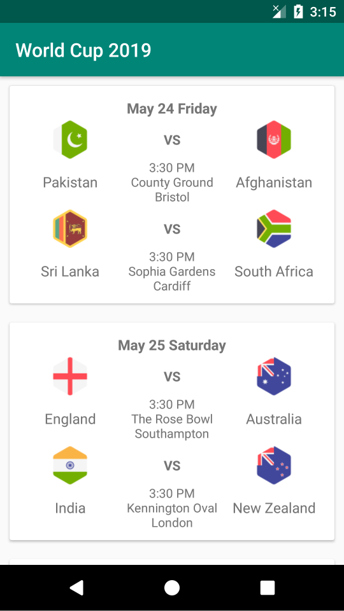 3:15
World Cup 2019
May 24 Friday
VS
3:30 PM
Pakistan
County Ground
Afghanistan
Bristol
VS
3:30 PM
Sri Lanka
Sophia Gardens
South Africa
Cardiff
May 25 Saturday
VS
3:30 PM
England
The Rose Bowl
Australia
Southampton
VS
3:30 PM
India
Kennington Oval
New Zealand
London